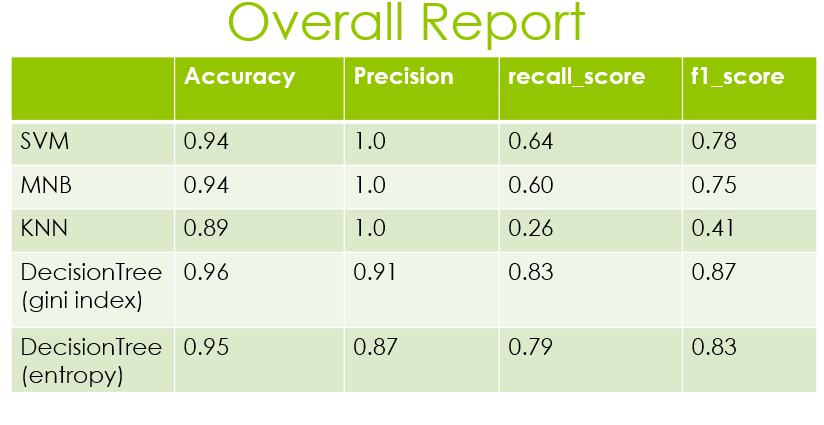 Overall Report
Accuracy Precision recall_score f1_score
SVM 0.94 1.0 0.64 0.78
MNB 0.94 1.0 0.60 0.75
KNN 0.89 1.0 0.26 0.41
DecisionTree 0.96 0.91 0.83 0.87
(gini index)
DecisionTree 0.95 0.87 0.79 0.83
(entropy)